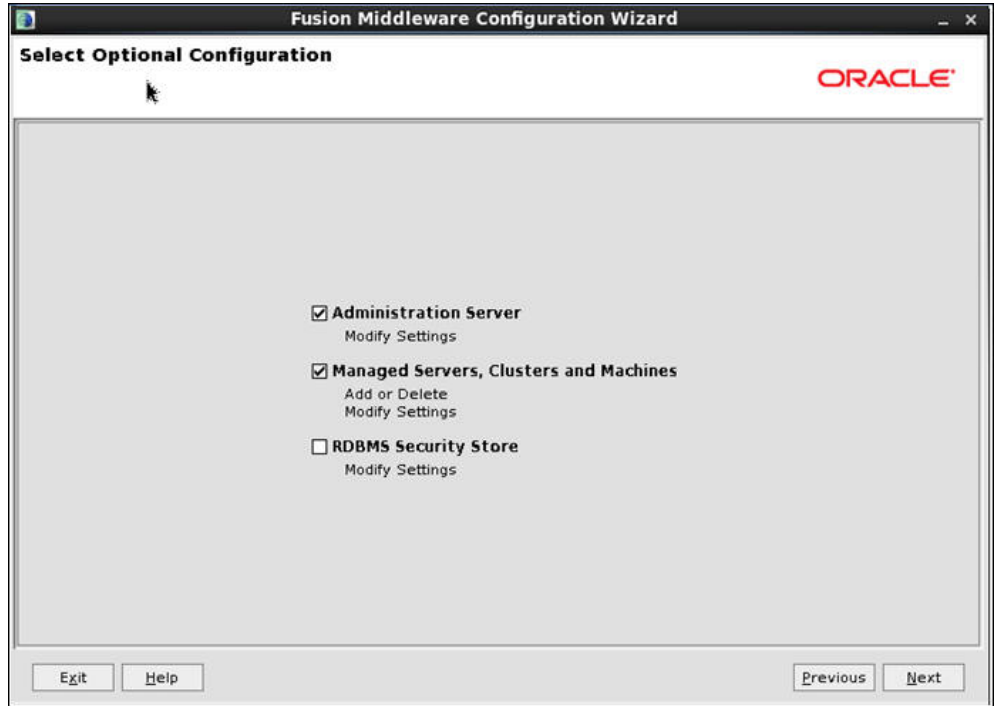 Fusion Middleware Configuration Wizard
Select Optional Configuration
ORACLE
Administration Server
Modify Settings
Managed Servers, Clusters and Machines
Add or Delete
Modify Settings
RDBMS Security Store
Modify Settings
Exit Help Previous Next